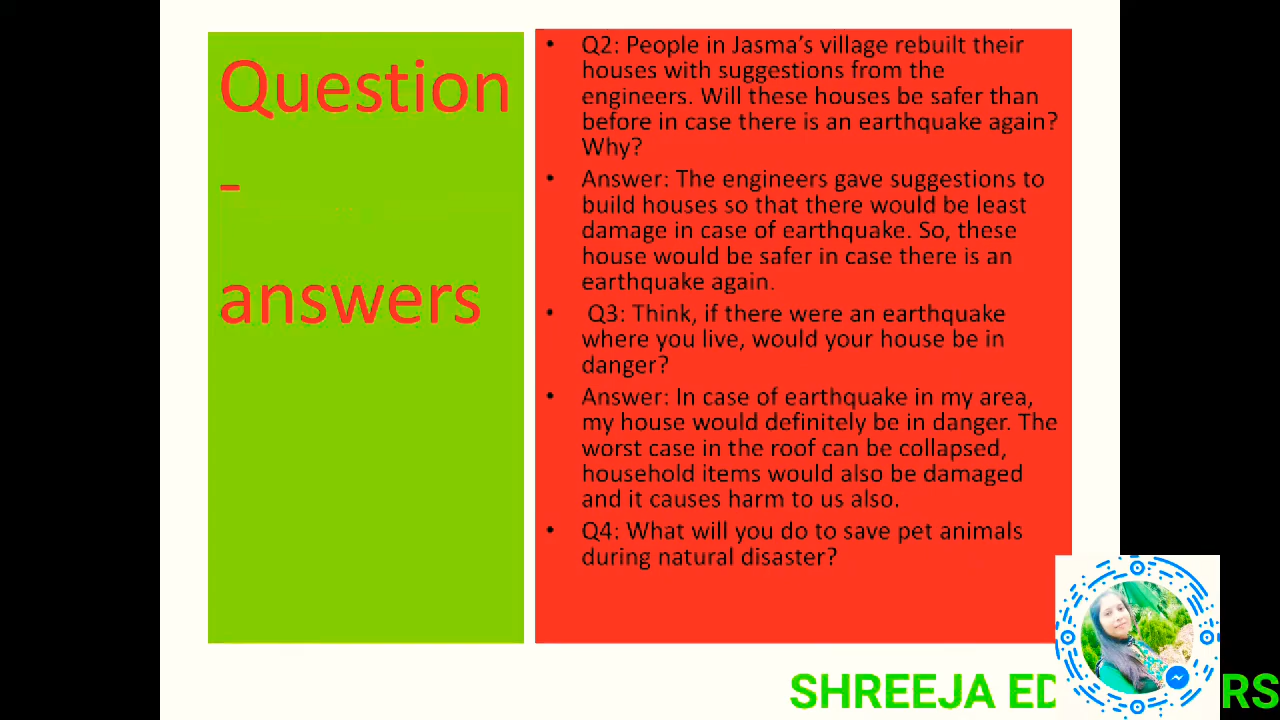 Question
-
answers
• Q2: People in Jasma’s village rebuilt their
houses with suggestions from the
engineers. Will these houses be safer than
before in case there is an earthquake again?
Why?
• Answer: The engineers gave suggestions to
build houses so that there would be least
damage in case of earthquake. So, these
house would be safer in case there is an
earthquake again.
• Q3: Think, if there were an earthquake
where you live, would your house be in
danger?
• Answer: In case of earthquake in my area,
my house would definitely be in danger. The
worst case in the roof can be collapsed,
household items would also be damaged
and it causes harm to us also.
• Q4: What will you do to save pet animals
during natural disaster?
SHREEJA